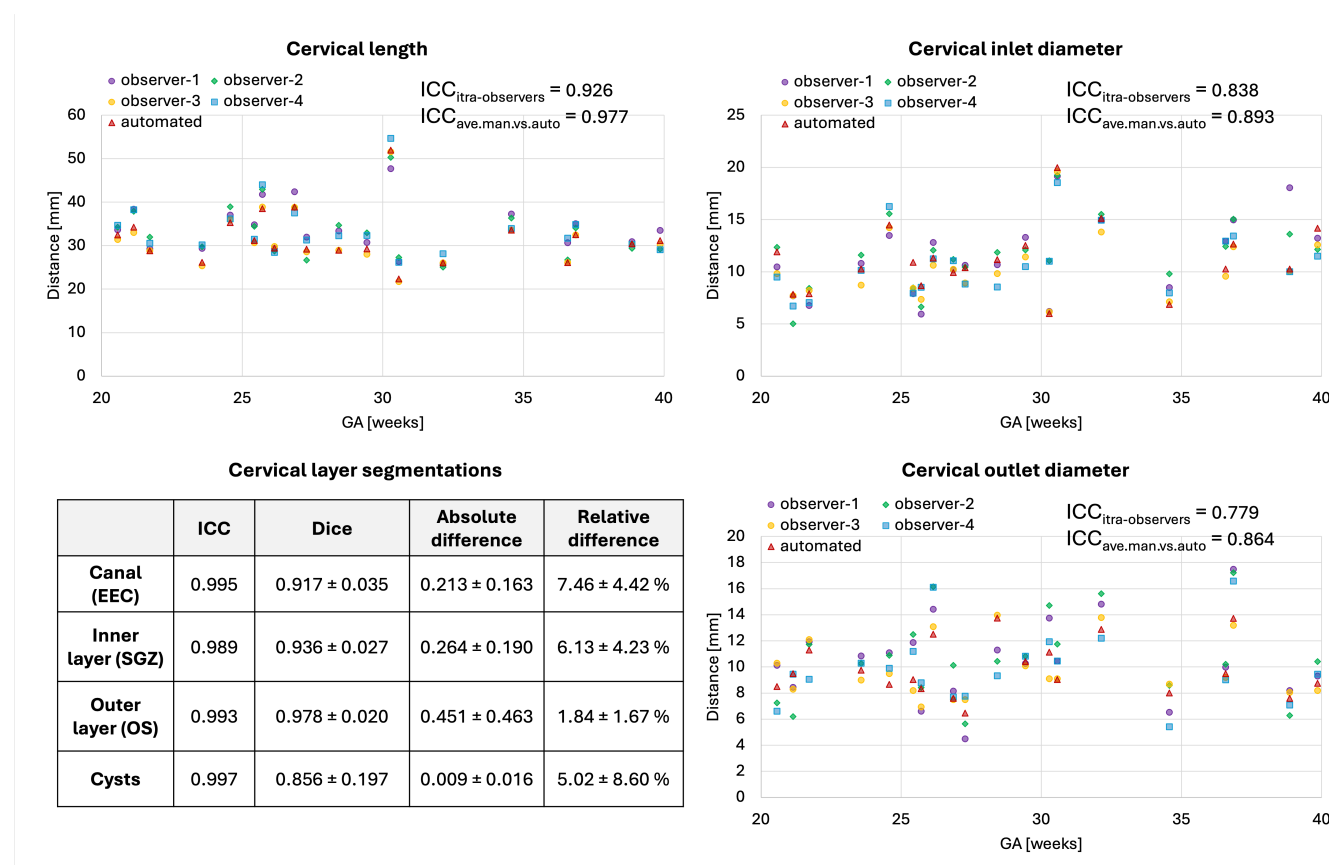 Cervical length
observer-1 observer-2
observer-3 observer-4
automated
ICCitra-observers = 0.926
ICCave.man.vs.auto = 0.977
60
50
40
30
20
10
0
Distance [mm]
20 25 30 35 40
GA [weeks]
Cervical inlet diameter
observer-1 observer-2
observer-3 observer-4
automated
ICCitra-observers = 0.838
ICCave.man.vs.auto = 0.893
25
20
15
10
5
0
Distance [mm]
20 25 30 35 40
GA [weeks]
Cervical layer segmentations
ICC Dice Absolute difference Relative difference
Canal (EEC) 0.995 0.917 ± 0.035 0.213 ± 0.163 7.46 ± 4.42 %
Inner layer (SGZ) 0.989 0.936 ± 0.027 0.264 ± 0.190 6.13 ± 4.23 %
Outer layer (OS) 0.993 0.978 ± 0.020 0.451 ± 0.463 1.84 ± 1.67 %
Cysts 0.997 0.856 ± 0.197 0.009 ± 0.016 5.02 ± 8.60 %
Cervical outlet diameter
observer-1 observer-2
observer-3 observer-4
automated
ICCitra-observers = 0.779
ICCave.man.vs.auto = 0.864
20
18
16
14
12
10
8
6
4
2
0
Distance [mm]
20 25 30 35 40
GA [weeks]